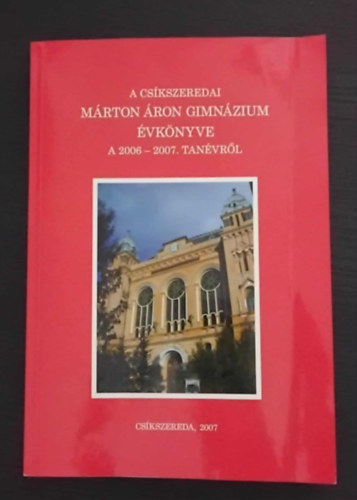 A CSÍKSZEREDAI
MÁRTON ÁRON GIMNÁZIUM
ÉVKÖNYVE
A 2006 – 2007. TANÉVRŐL
CSÍKSZEREDA, 2007